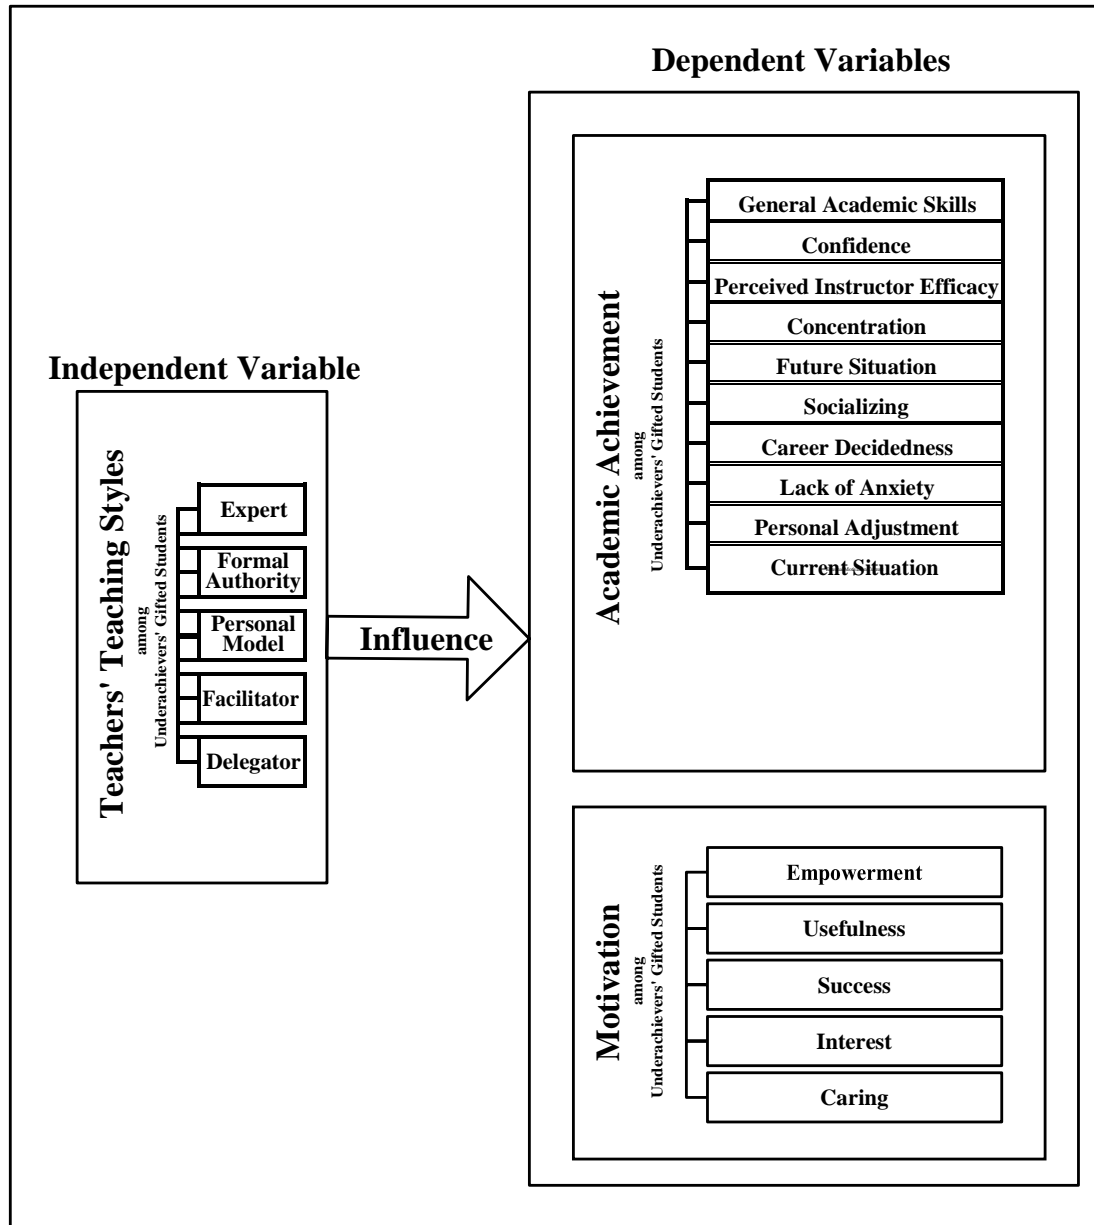 Dependent Variables
Independent Variable
Teachers' Teaching Styles
among
Underachievers' Gifted Students
Expert
Formal
Authority
Personal
Model
Facilitator
Delegator
Influence
Academic Achievement
among
Underachievers' Gifted Students
General Academic Skills
Confidence
Perceived Instructor Efficacy
Concentration
Future Situation
Socializing
Career Decidedness
Lack of Anxiety
Personal Adjustment
Current Situation
Motivation
among
Underachievers' Gifted Students
Empowerment
Usefulness
Success
Interest
Caring